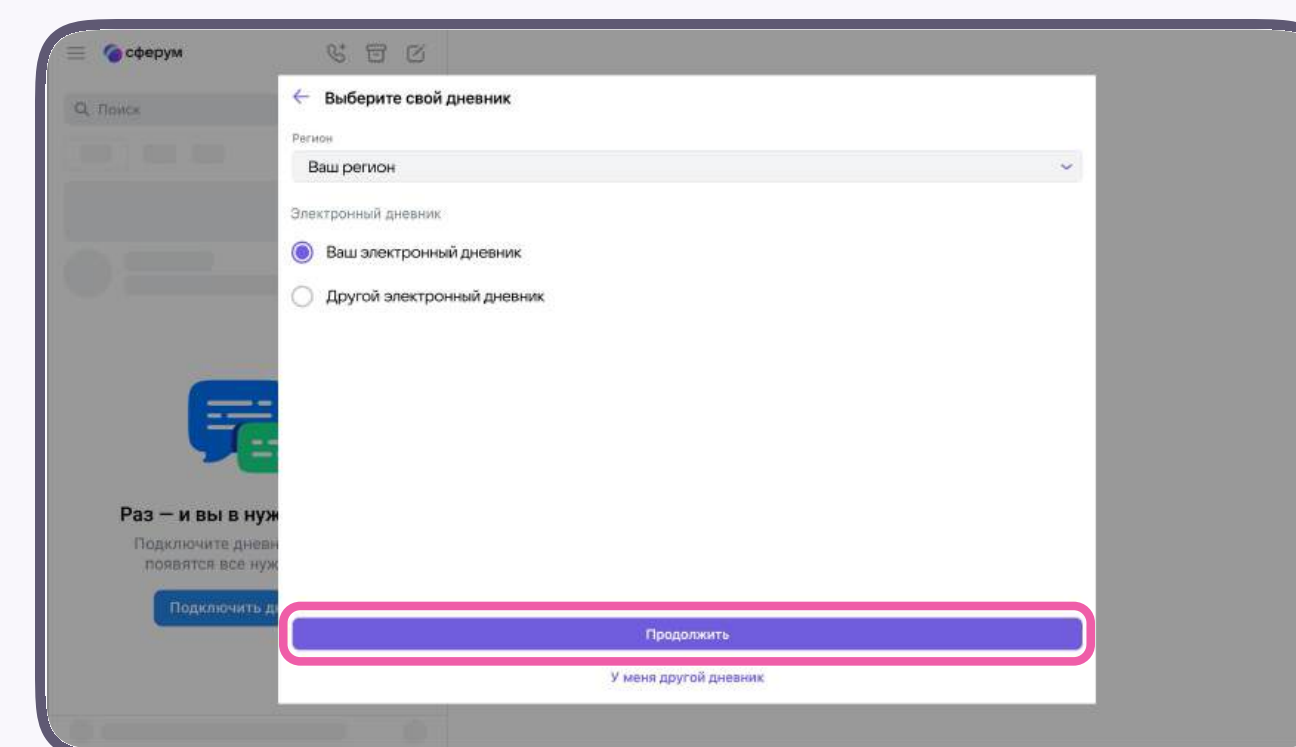 сферум
Поиск
Выберите свой дневник
Регион
Ваш регион
Электронный дневник
Ваш электронный дневник
Другой электронный дневник
Раз — и вы в нуж
Подключите дневн
появятся все нуж
Подключить д
Продолжить
У меня другой дневник